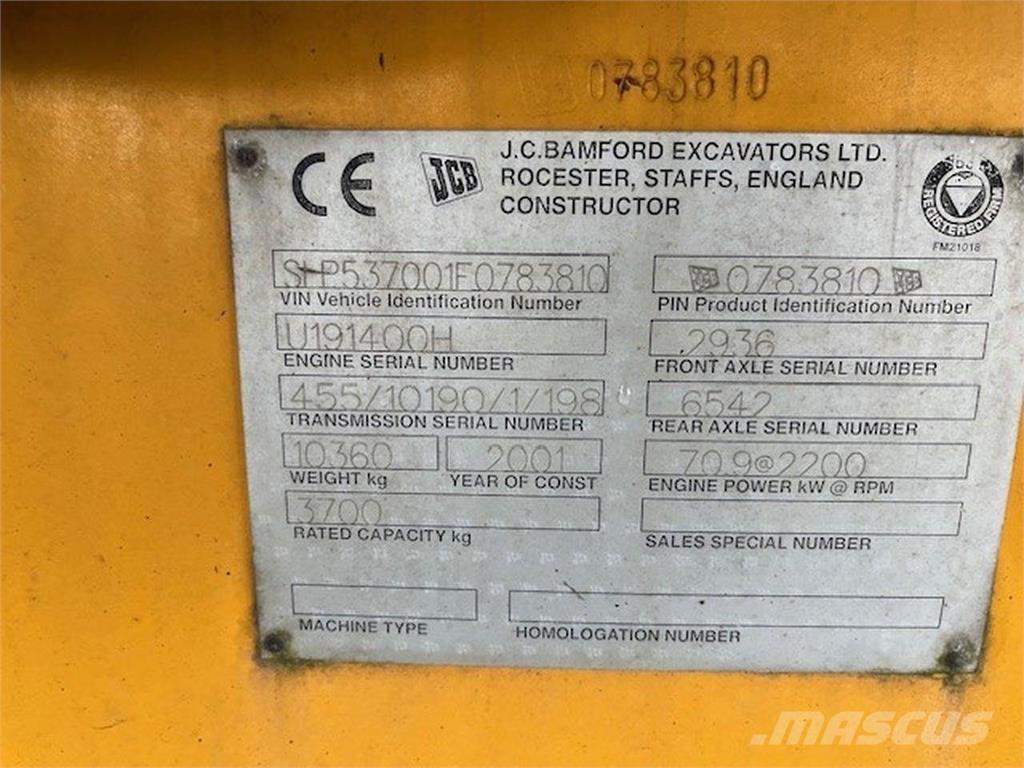 0783810
CE JCB J.C.BAMFORD EXCAVATORS LTD.
ROCESTER, STAFFS, ENGLAND
CONSTRUCTOR
REGISTERED FIRM
FM21018
SLP537001E0783810
VIN Vehicle Identification Number
JCB 0783810 JCB
PIN Product Identification Number
U191400H
ENGINE SERIAL NUMBER
2936
FRONT AXLE SERIAL NUMBER
455/10190/1/198
TRANSMISSION SERIAL NUMBER
6542
REAR AXLE SERIAL NUMBER
10360
WEIGHT kg
2001
YEAR OF CONST
70.9@2200
ENGINE POWER kW @ RPM
3700
RATED CAPACITY kg
SALES SPECIAL NUMBER
MACHINE TYPE
HOMOLOGATION NUMBER
MASCUS